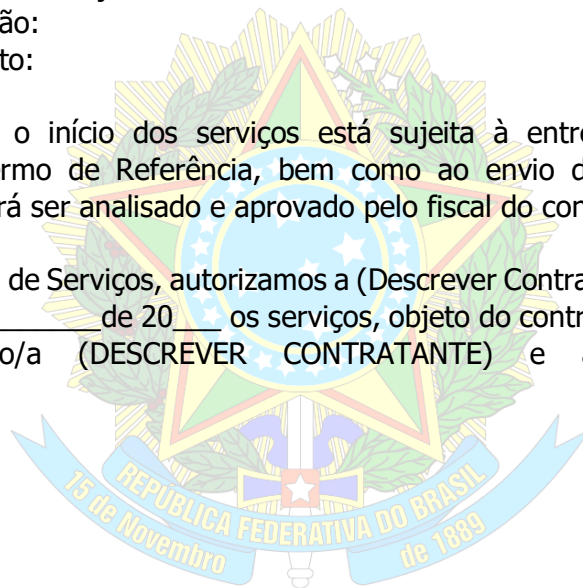 ão:
to:
o início dos serviços está sujeita à entre
rmo de Referência, bem como ao envio d
rá ser analisado e aprovado pelo fiscal do con
de Serviços, autorizamos a (Descrever Contra
_______de 20___ os serviços, objeto do contr
o/a (DESCREVER CONTRATANTE) e a
REPÚBLICA FEDERATIVA DO BRASIL
15 de Novembro
de 1889